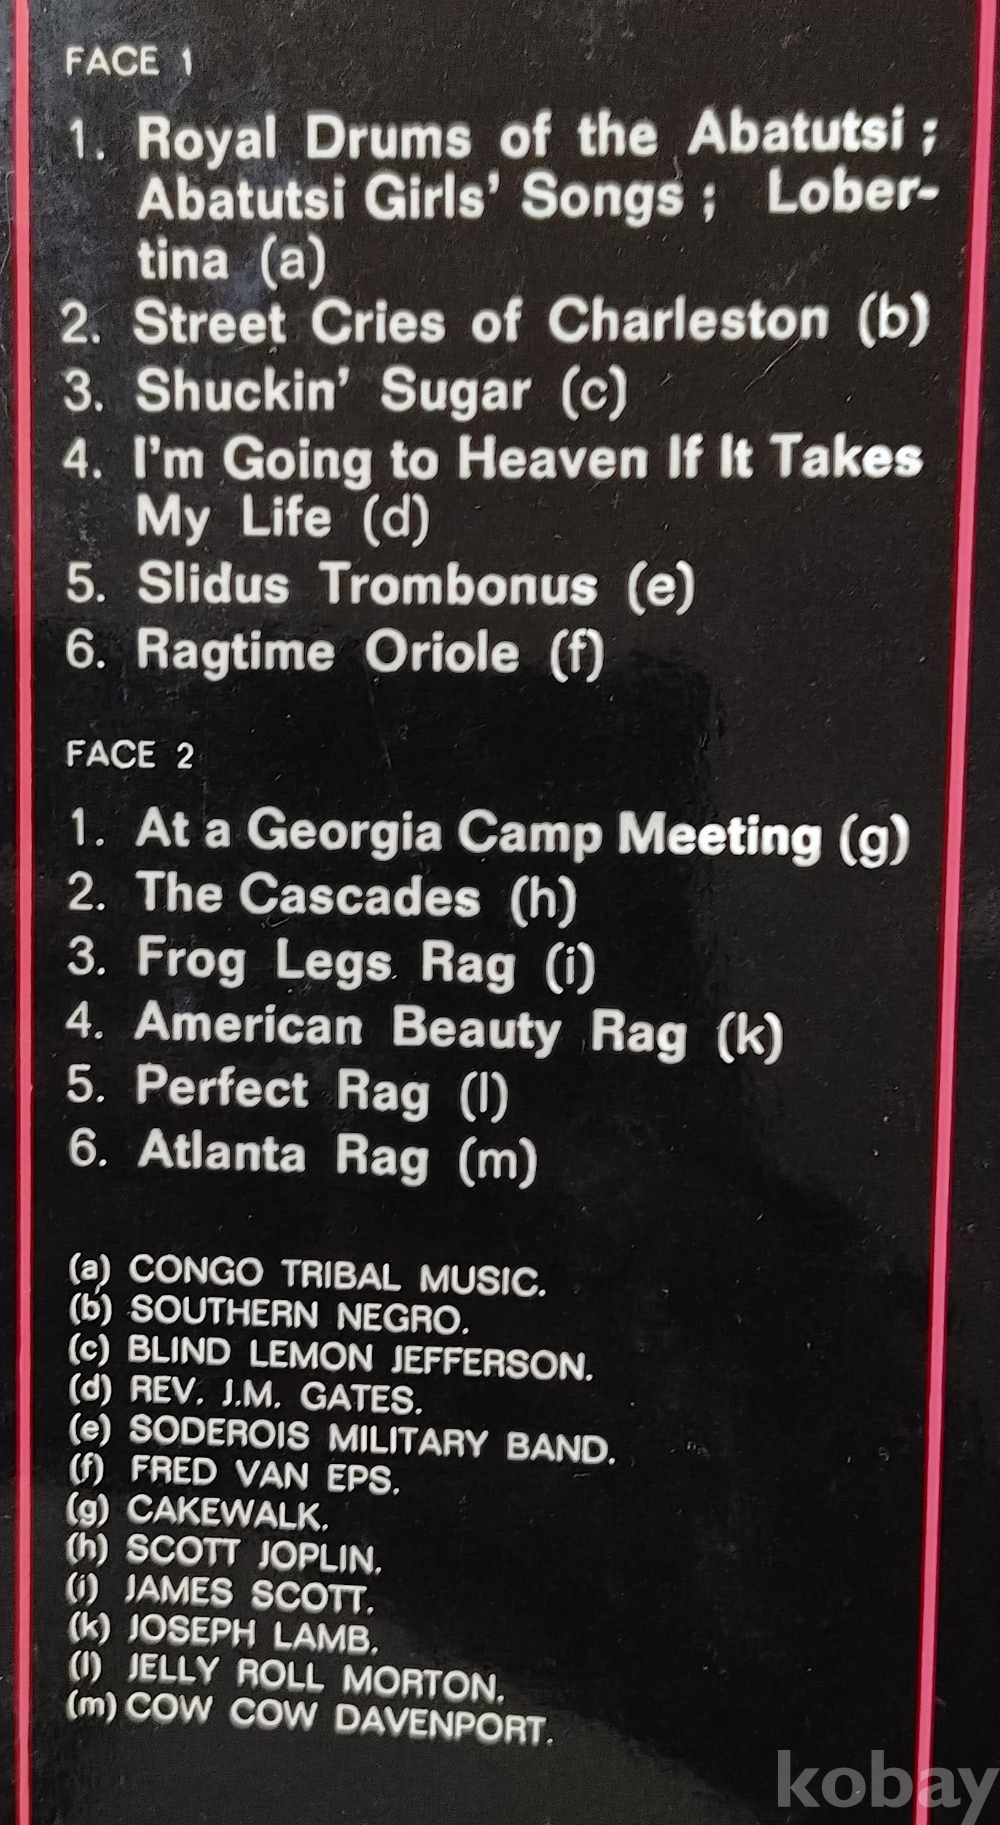 FACE 1
1. Royal Drums of the Abatutsi ;
Abatutsi Girls' Songs ; Lober-
tina (a)
2. Street Cries of Charleston (b)
3. Shuckin' Sugar (c)
4. I'm Going to Heaven If It Takes
My Life (d)
5. Slidus Trombonus (e)
6. Ragtime Oriole (f)
FACE 2
1. At a Georgia Camp Meeting (g)
2. The Cascades (h)
3. Frog Legs Rag (i)
4. American Beauty Rag (k)
5. Perfect Rag (l)
6. Atlanta Rag (m)
(a) CONGO TRIBAL MUSIC.
(b) SOUTHERN NEGRO.
(c) BLIND LEMON JEFFERSON.
(d) REV. J.M. GATES.
(e) SODEROIS MILITARY BAND.
(f) FRED VAN EPS.
(g) CAKEWALK.
(h) SCOTT JOPLIN.
(i) JAMES SCOTT.
(k) JOSEPH LAMB.
(l) JELLY ROLL MORTON.
(m) COW COW DAVENPORT.
kobay